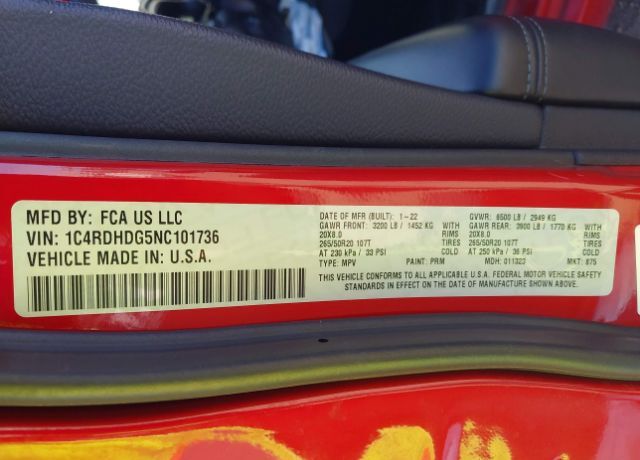 MFD BY: FCA US LLC
VIN: 1C4RDHDG5NC101736
VEHICLE MADE IN: U.S.A.
DATE OF MFR (BUILT): 1-22 GVWR: 6500 LB / 2949 KG
GAWR FRONT: 3200 LB / 1452 KG RIMS GAWR REAR: 3900 LB / 1770 KG RIMS
20X8.0 TIRES 20X8.0 TIRES
265/50R20 107T COLD 265/50R20 107T COLD
AT 230 kPa / 33 PSI AT 250 kPa / 36 PSI
TYPE: MPV PAINT: PRM MDH: 011323 MKT: 875
THIS VEHICLE CONFORMS TO ALL APPLICABLE U.S.A. FEDERAL MOTOR VEHICLE SAFETY
STANDARDS IN EFFECT ON THE DATE OF MANUFACTURE SHOWN ABOVE.